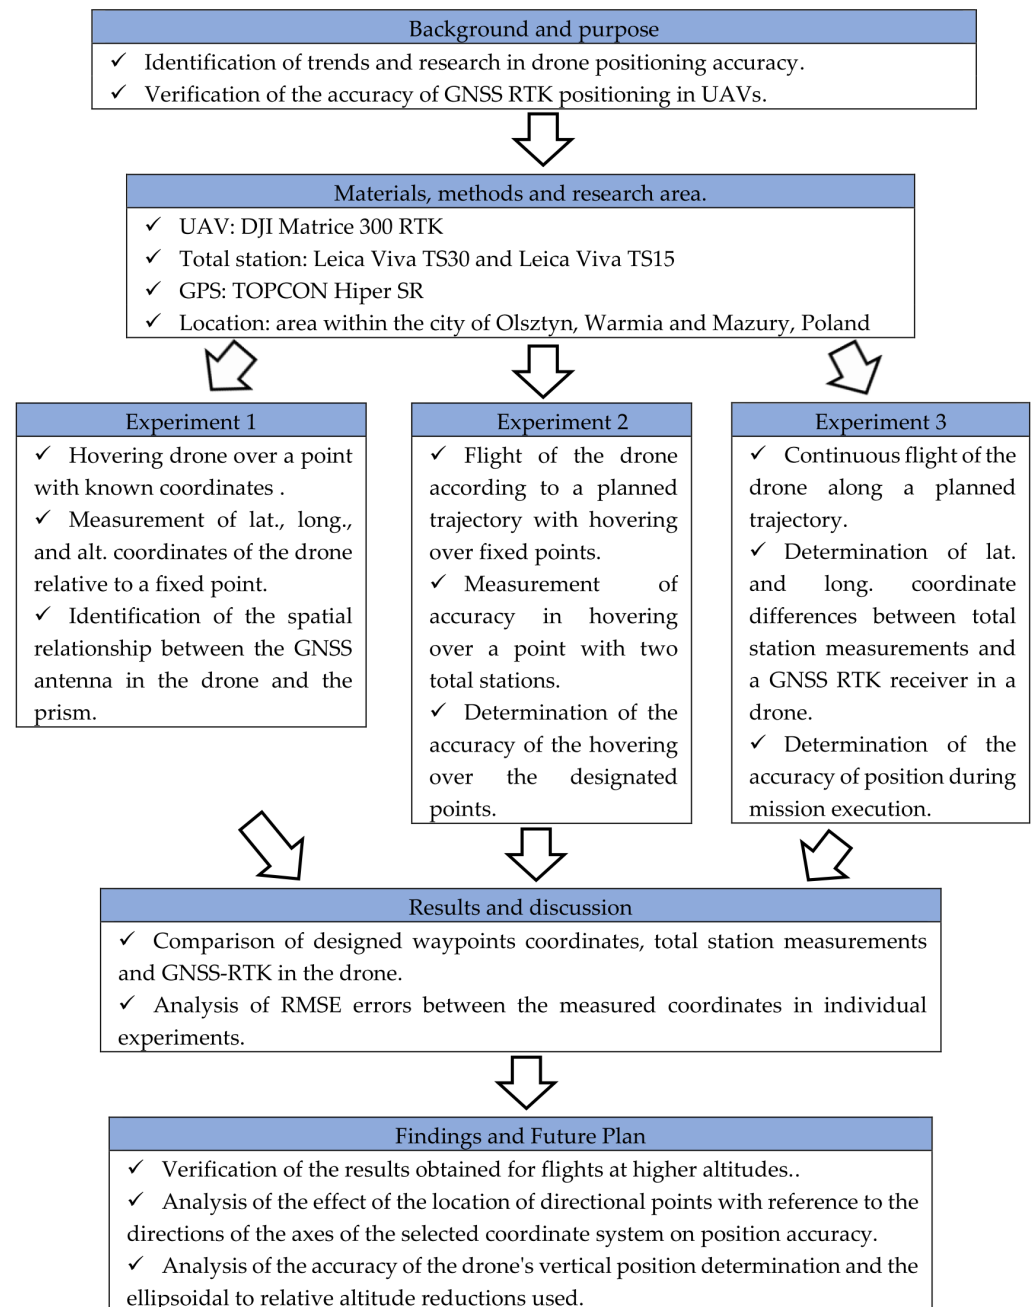 Background and purpose
✓ Identification of trends and research in drone positioning accuracy.
✓ Verification of the accuracy of GNSS RTK positioning in UAVs.
Materials, methods and research area.
✓ UAV: DJI Matrice 300 RTK
✓ Total station: Leica Viva TS30 and Leica Viva TS15
✓ GPS: TOPCON Hiper SR
✓ Location: area within the city of Olsztyn, Warmia and Mazury, Poland
Experiment 1
✓ Hovering drone over a point
with known coordinates .
✓ Measurement of lat., long.,
and alt. coordinates of the drone
relative to a fixed point.
✓ Identification of the spatial
relationship between the GNSS
antenna in the drone and the
prism.
Experiment 2
✓ Flight of the drone
according to a planned
trajectory with hovering
over fixed points.
✓ Measurement of
accuracy in hovering
over a point with two
total stations.
✓ Determination of the
accuracy of the hovering
over the designated
points.
Experiment 3
✓ Continuous flight of the
drone along a planned
trajectory.
✓ Determination of lat.
and long. coordinate
differences between total
station measurements and
a GNSS RTK receiver in a
drone.
✓ Determination of the
accuracy of position during
mission execution.
Results and discussion
✓ Comparison of designed waypoints coordinates, total station measurements
and GNSS-RTK in the drone.
✓ Analysis of RMSE errors between the measured coordinates in individual
experiments.
Findings and Future Plan
✓ Verification of the results obtained for flights at higher altitudes..
✓ Analysis of the effect of the location of directional points with reference to the
directions of the axes of the selected coordinate system on position accuracy.
✓ Analysis of the accuracy of the drone's vertical position determination and the
ellipsoidal to relative altitude reductions used.